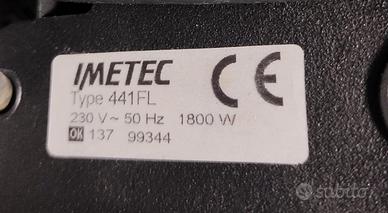 IMETEC
Type 441FL
230 V ~ 50 Hz 1800 W
OK 137 99344
CE
subito